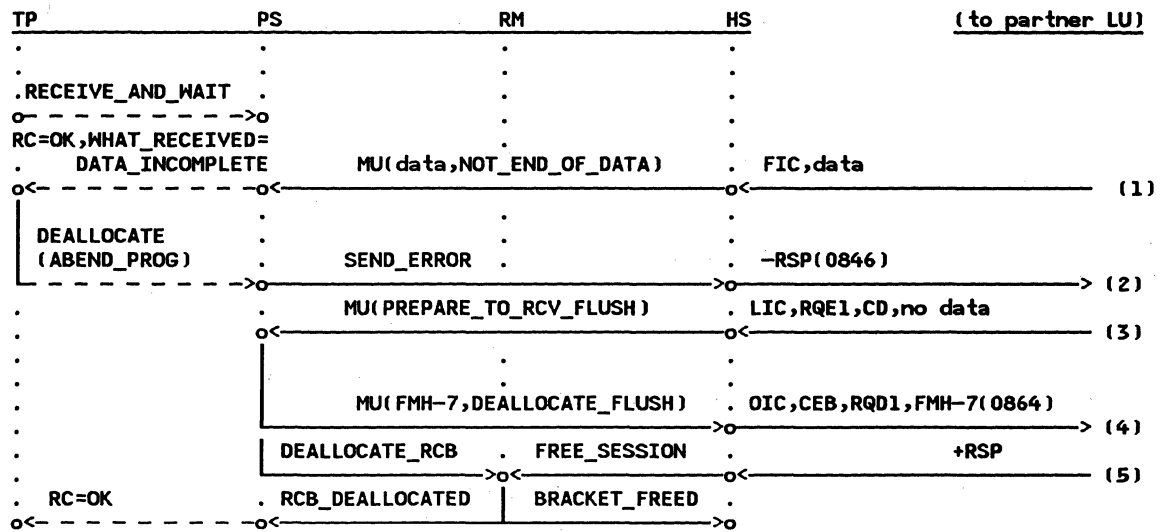 TP PS RM HS (to partner LU)
.RECEIVE_AND_WAIT
RC=OK,WHAT_RECEIVED=
DATA_INCOMPLETE MU(data,NOT_END_OF_DATA) FIC,data
(1)
DEALLOCATE
(ABEND_PROG) SEND_ERROR -RSP(0846)
(2)
MU(PREPARE_TO_RCV_FLUSH) LIC,RQE1,CD,no data
(3)
MU(FMH-7,DEALLOCATE_FLUSH) OIC,CEB,RQD1,FMH-7(0864)
(4)
DEALLOCATE_RCB FREE_SESSION +RSP
(5)
RC=OK RCB_DEALLOCATED BRACKET_FREED